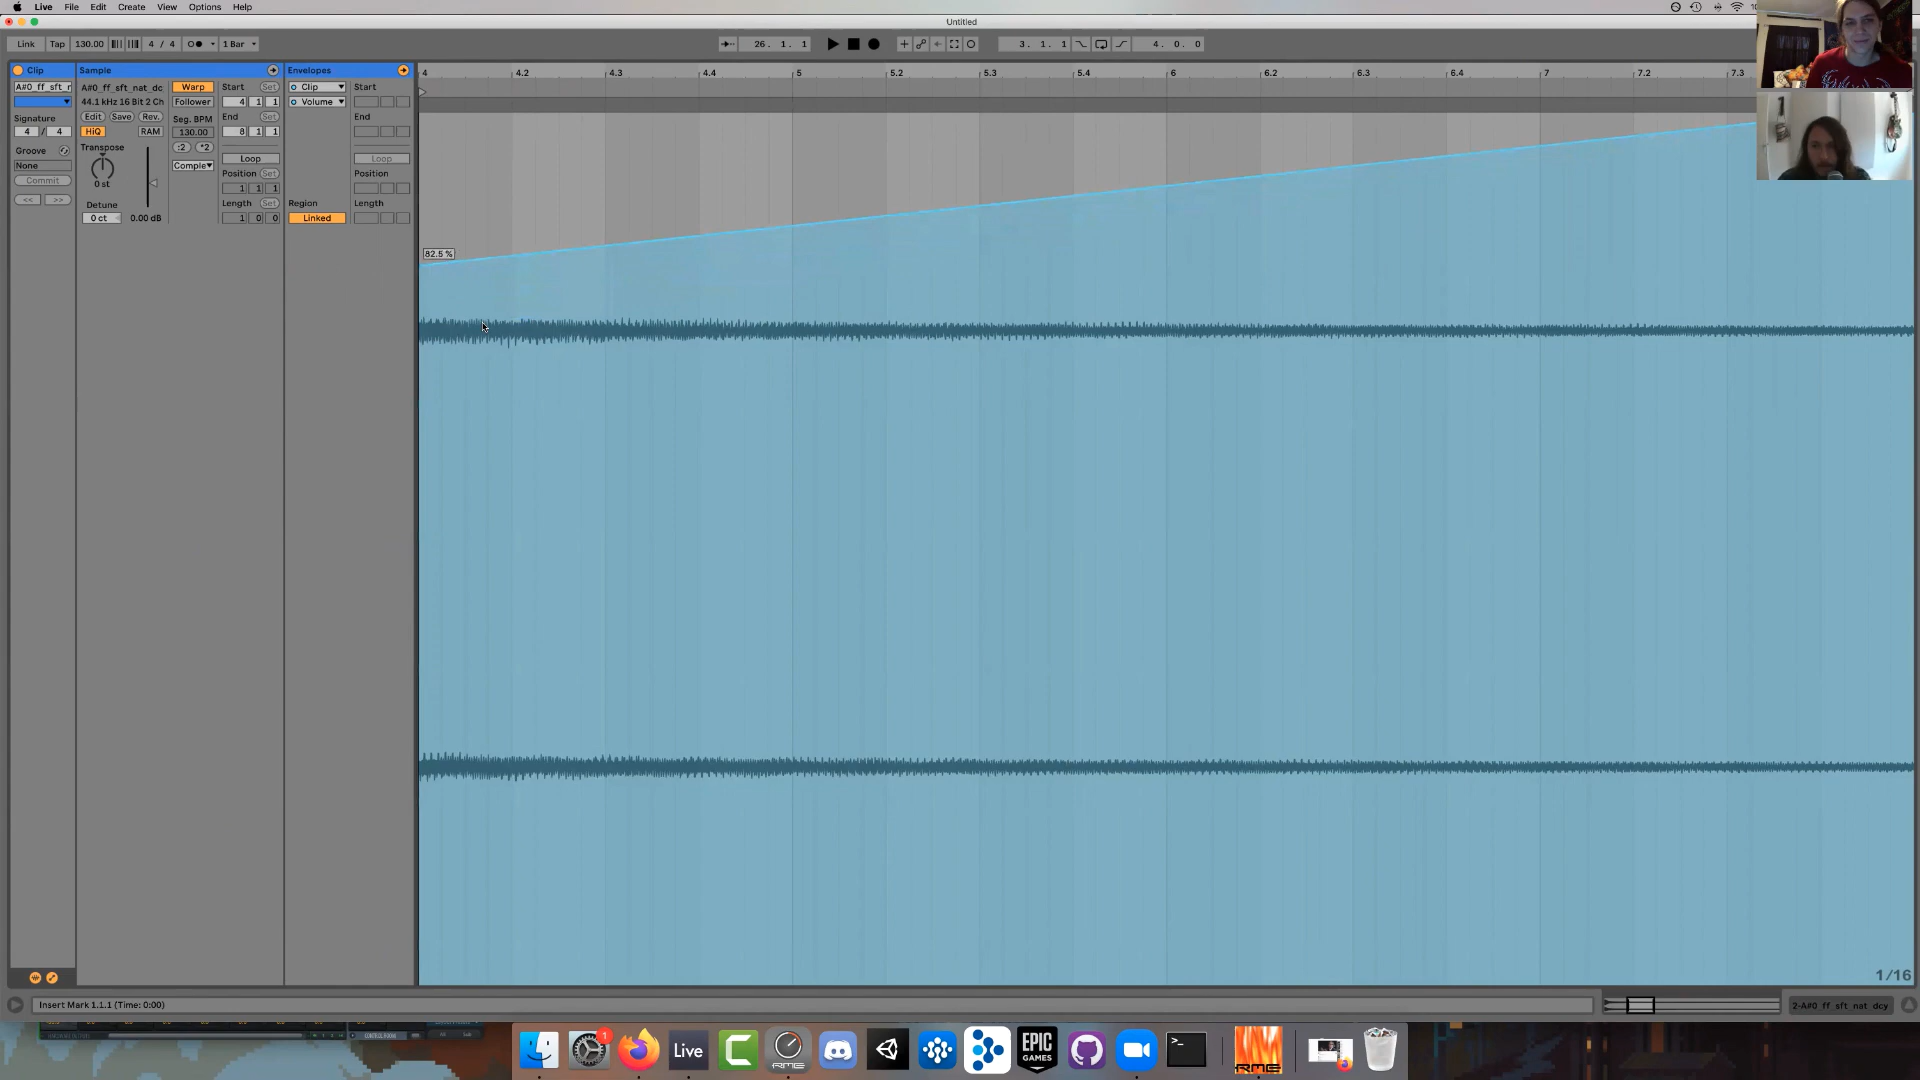 Live File Edit Create View Options Help
Untitled
Link Tap 130.00 4 / 4 1 Bar 26. 1. 1 3. 1. 1 4. 0. 0
Clip Sample Envelopes
4 4.2 4.3 4.4 5 5.2 5.3 5.4 6 6.2 6.3 6.4 7 7.2 7.3
A#0_ff_sft_r A#0_ff_sft_nat_dc Warp Start Set Clip Start
44.1 kHz 16 Bit 2 Ch Follower 4 1 1 Volume
Signature Edit Save Rev. Seg. BPM End Set End
4 / 4 HiQ RAM 130.00 8 1 1
Groove Transpose :2 *2
None Comple Loop Loop
Commit 0 st Position Set Position
<< >> 1 1 1
Detune Length Set Region Length
0 ct 0.00 dB 1 0 0 Linked
82.5 %
1/16
Insert Mark 1.1.1 (Time: 0:00) 2-A#0_ff_sft_nat_dcy
1
Live
RME
EPIC GAMES
>_
RME